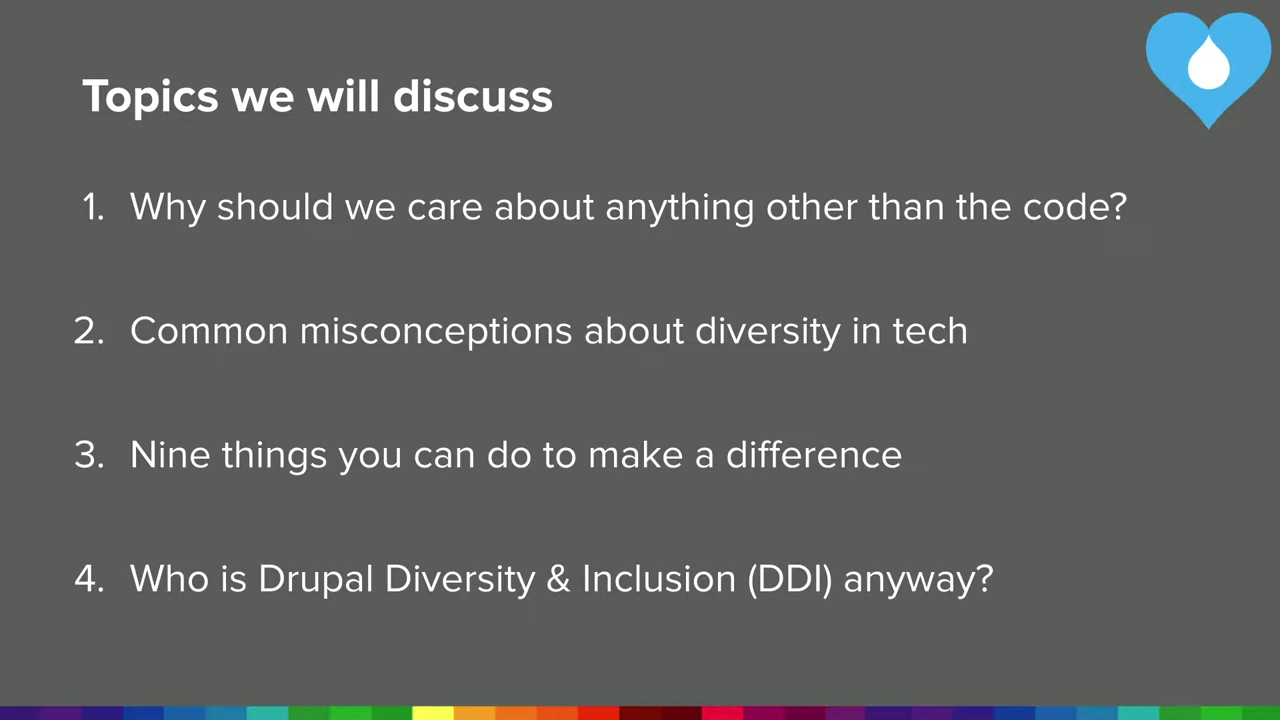 Topics we will discuss
1. Why should we care about anything other than the code?
2. Common misconceptions about diversity in tech
3. Nine things you can do to make a difference
4. Who is Drupal Diversity & Inclusion (DDI) anyway?